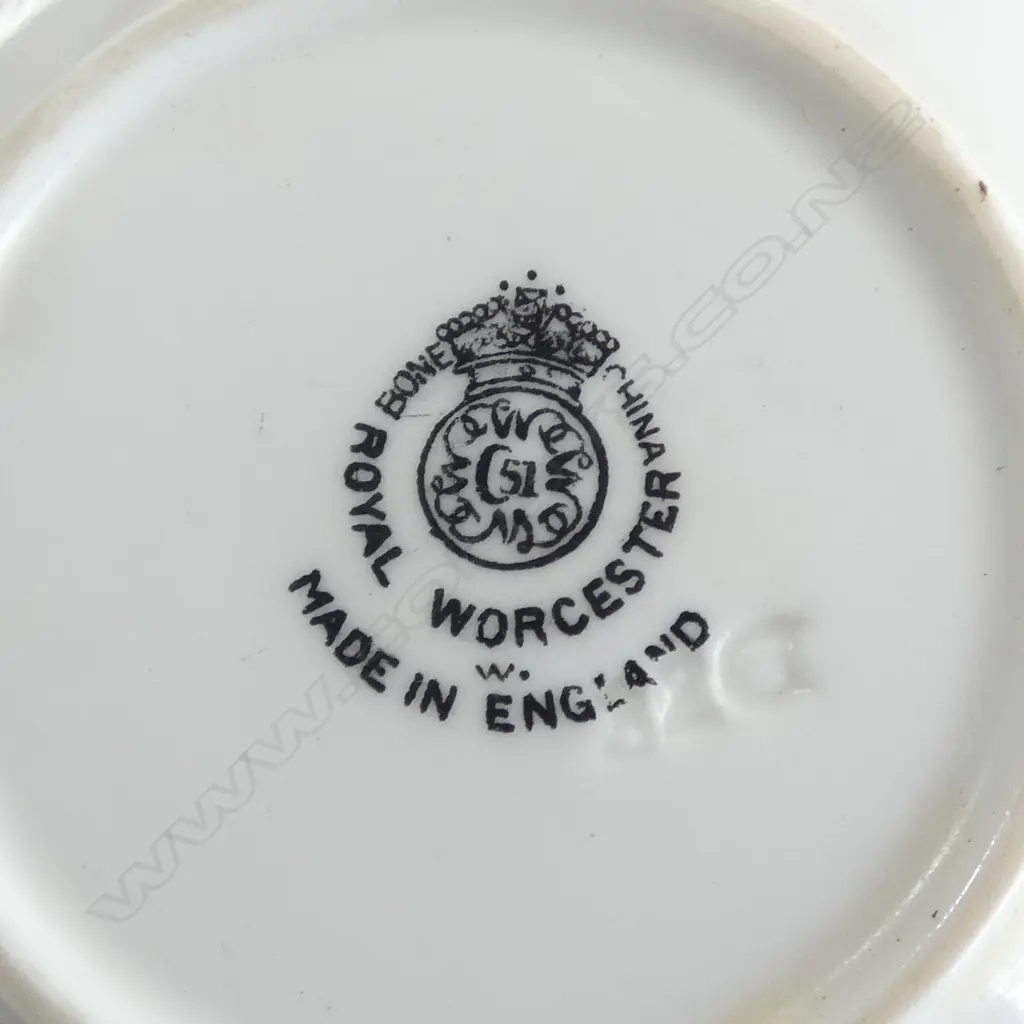 BONE CHINA
51
ROYAL WORCESTER
W.
MADE IN ENGLAND